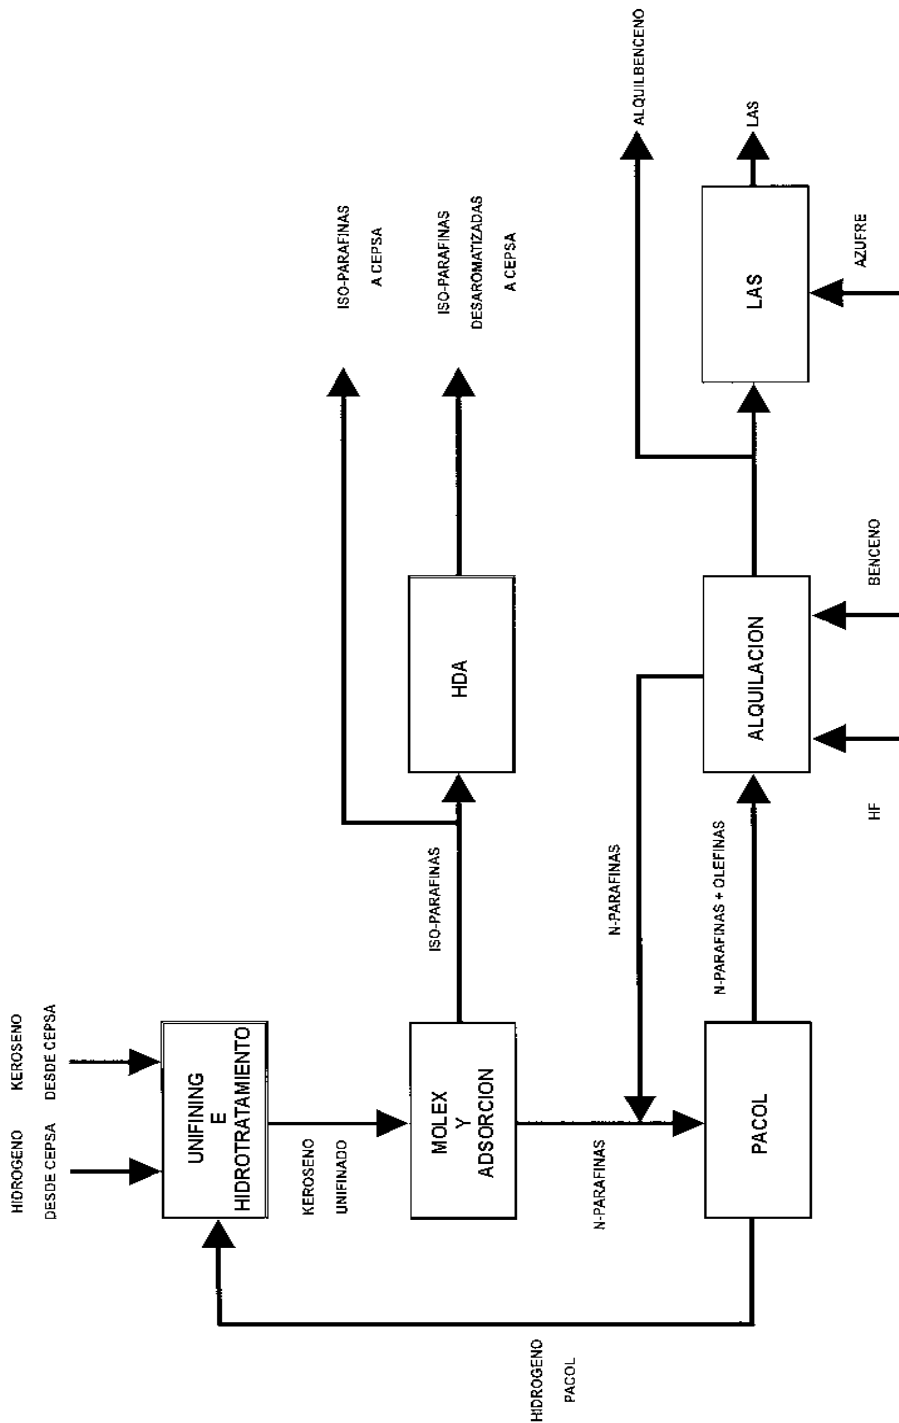 HIDROGENO
DESDE CEPSA
KEROSENO
DESDE CEPSA
UNIFINING
E
HIDROTRATAMIENTO
KEROSENO
UNIFINADO
HIDROGENO
PACOL
MOLEX
Y
ADSORCION
ISO-PARAFINAS
ISO-PARAFINAS
A CEPSA
HDA
ISO-PARAFINAS
DESAROMATIZADAS
A CEPSA
N-PARAFINAS
N-PARAFINAS
PACOL
N-PARAFINAS + OLEFINAS
ALQUILACION
HF
BENCENO
ALQUILBENCENO
LAS
AZUFRE
LAS